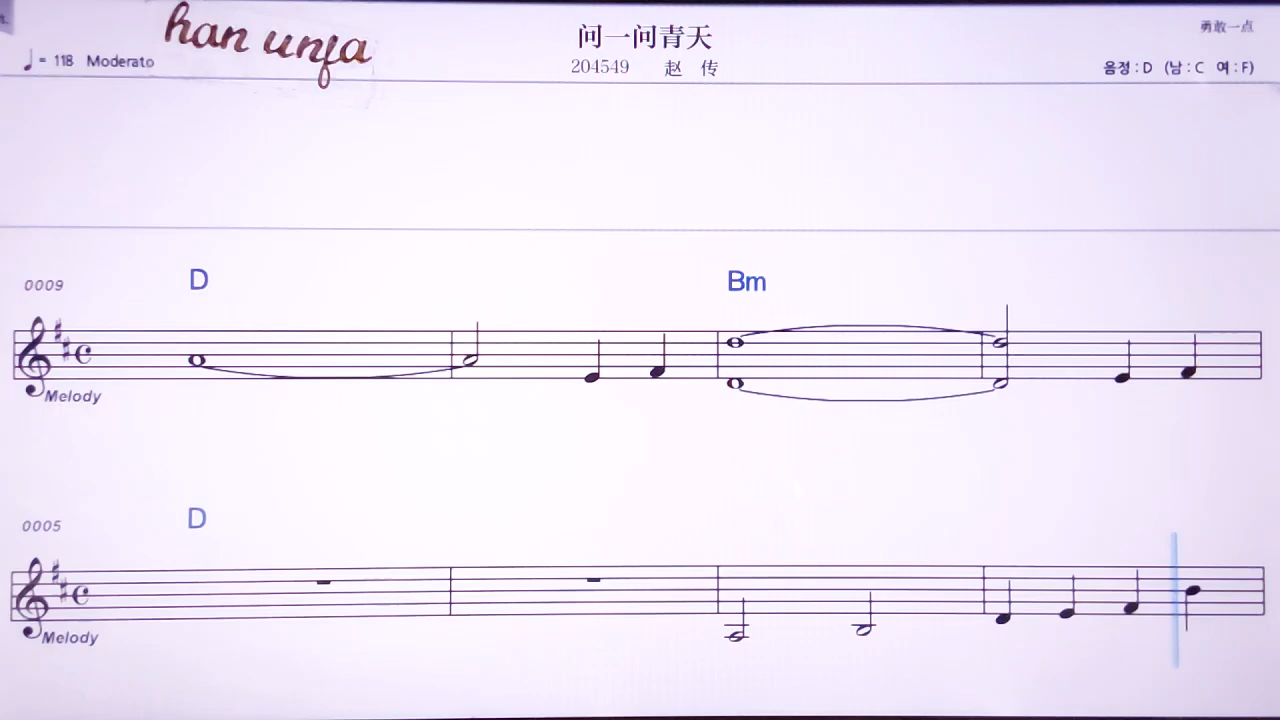 han unfa
问一问青天
勇敢一点
♩ = 118 Moderato
204549 赵 传
음정 : D (남 : C 여 : F)
0009
D
Bm
Melody
0005
D
Melody